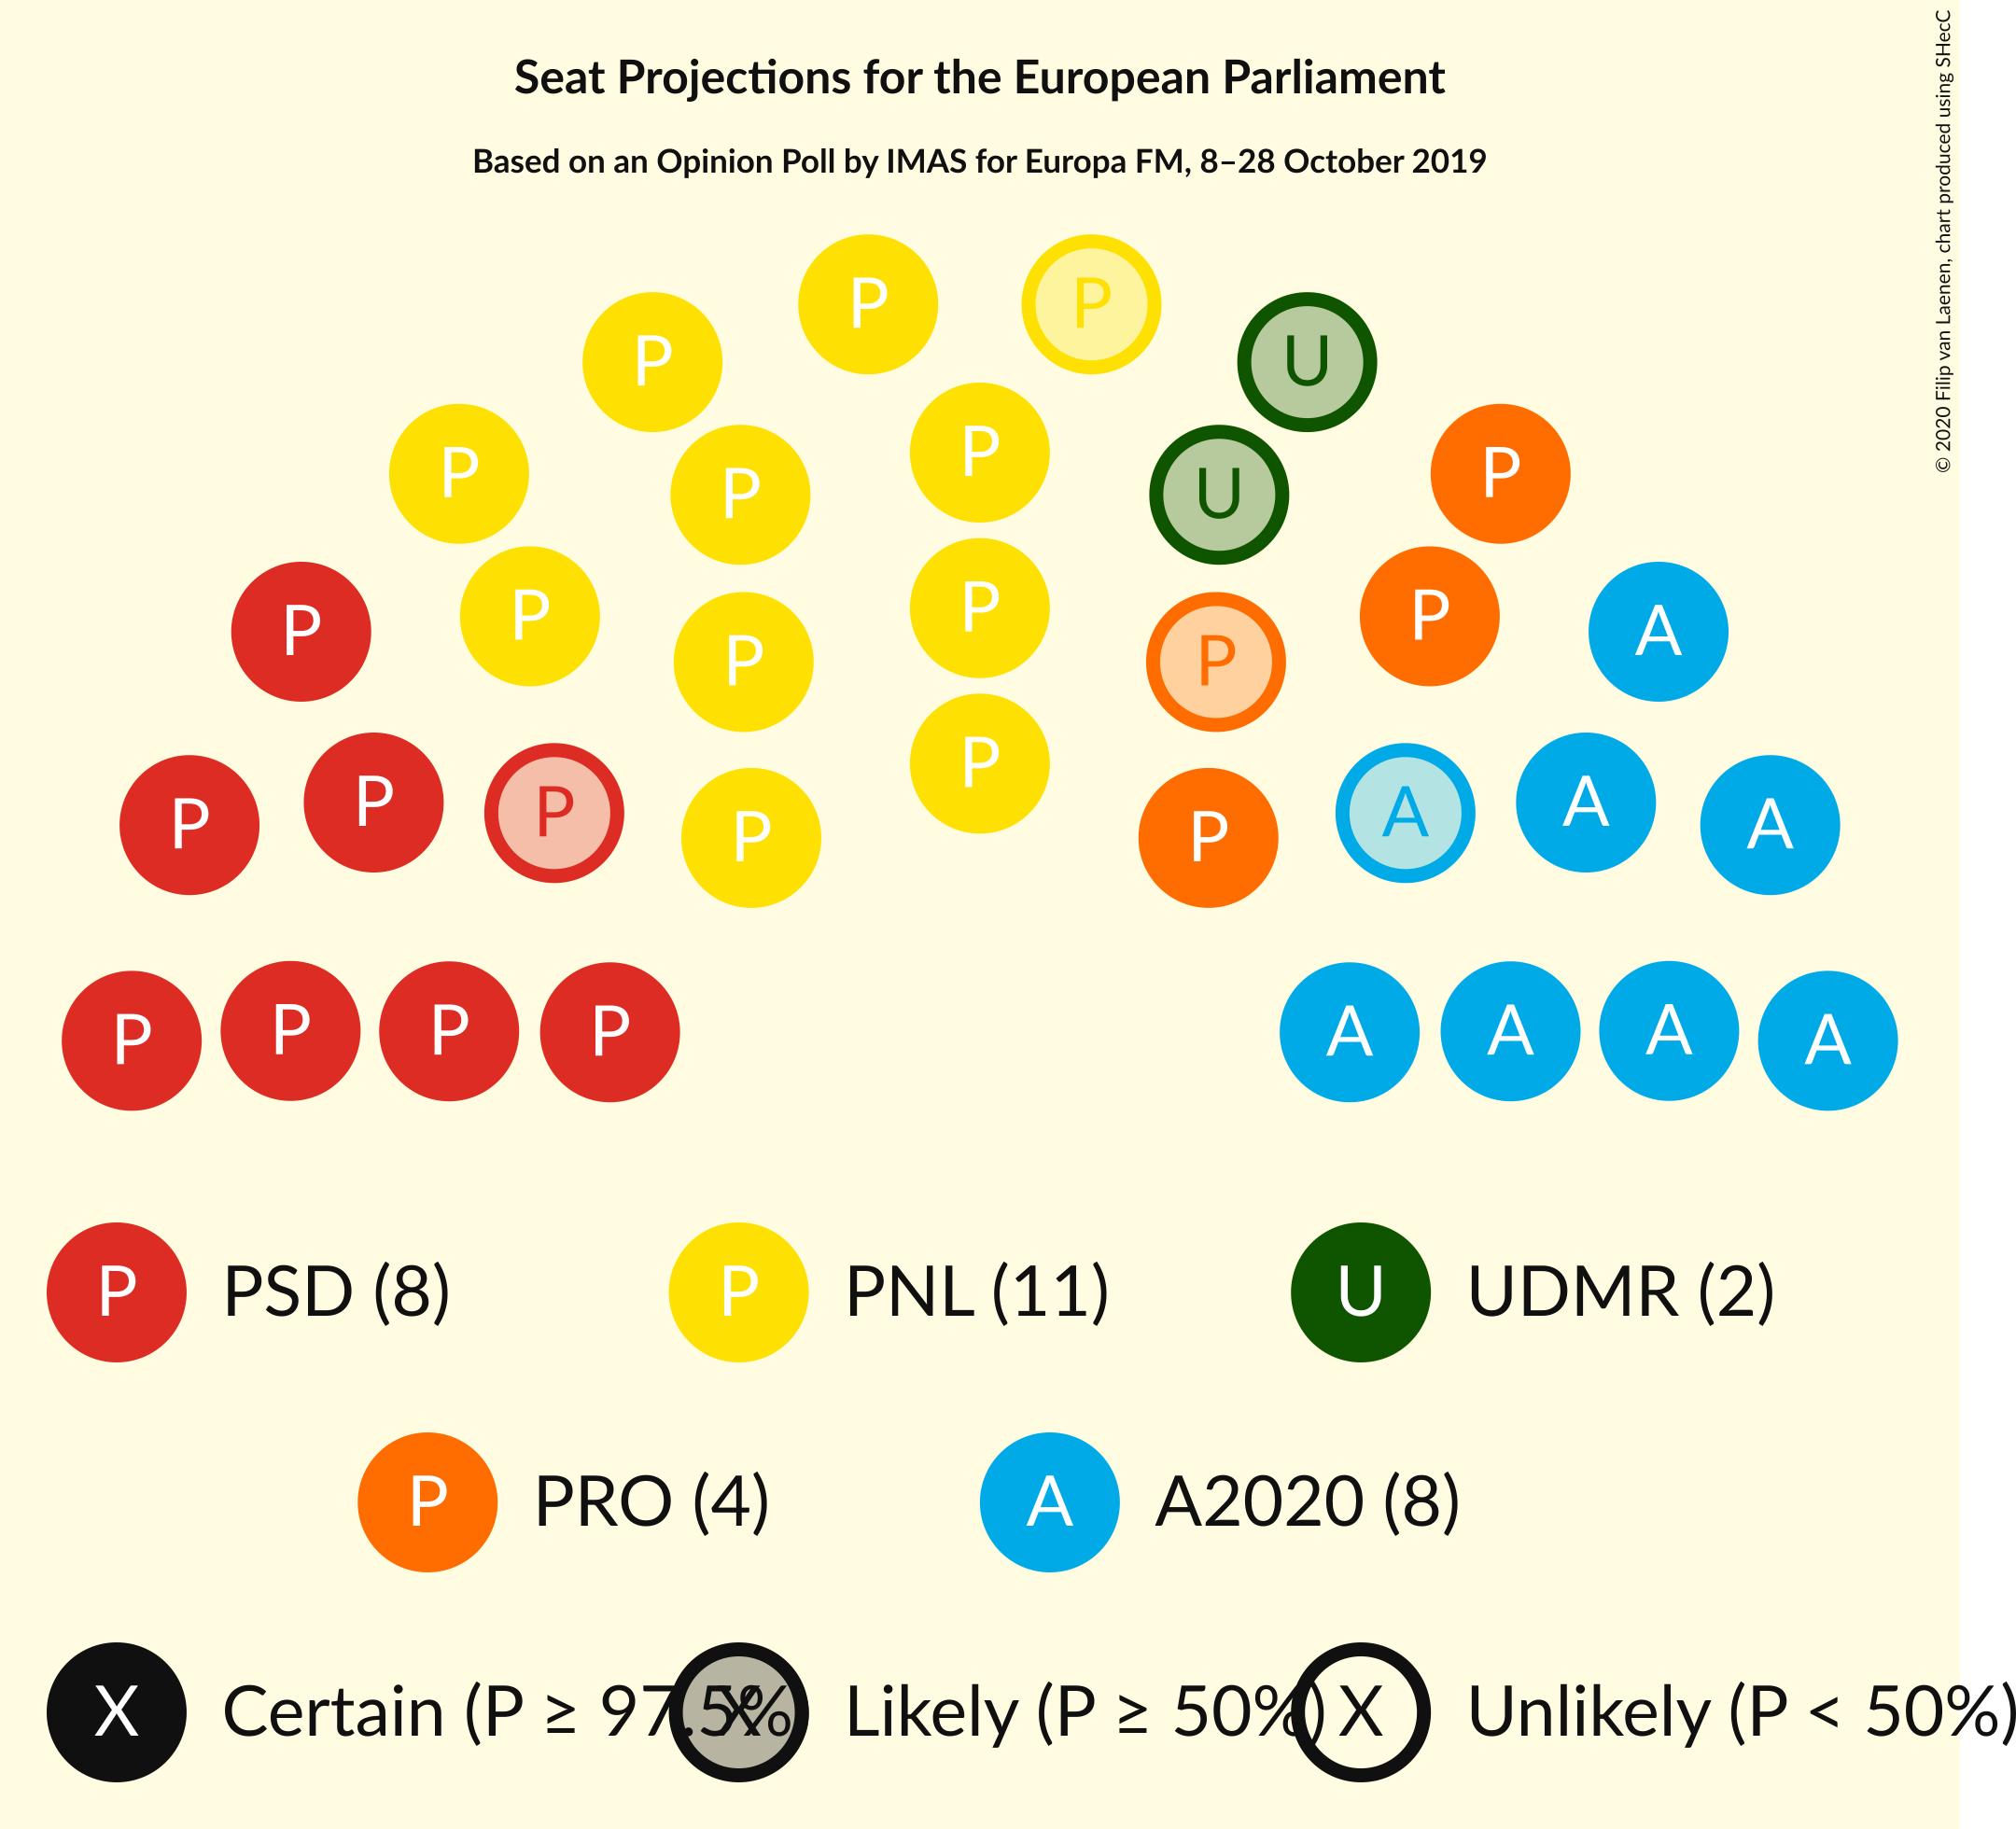 Seat Projections for the European Parliament
Based on an Opinion Poll by IMAS for Europa FM, 8–28 October 2019
© 2020 Filip van Laenen, chart produced using SHecC
P P
P U
P P P
P U
P P P
P P A
P P
P P A A
P A
P P
P P P P A A A A
P PSD (8) P PNL (11) U UDMR (2)
P PRO (4) A A2020 (8)
X Certain (P ≥ 97.5% X Likely (P ≥ 50%) X Unlikely (P < 50%)